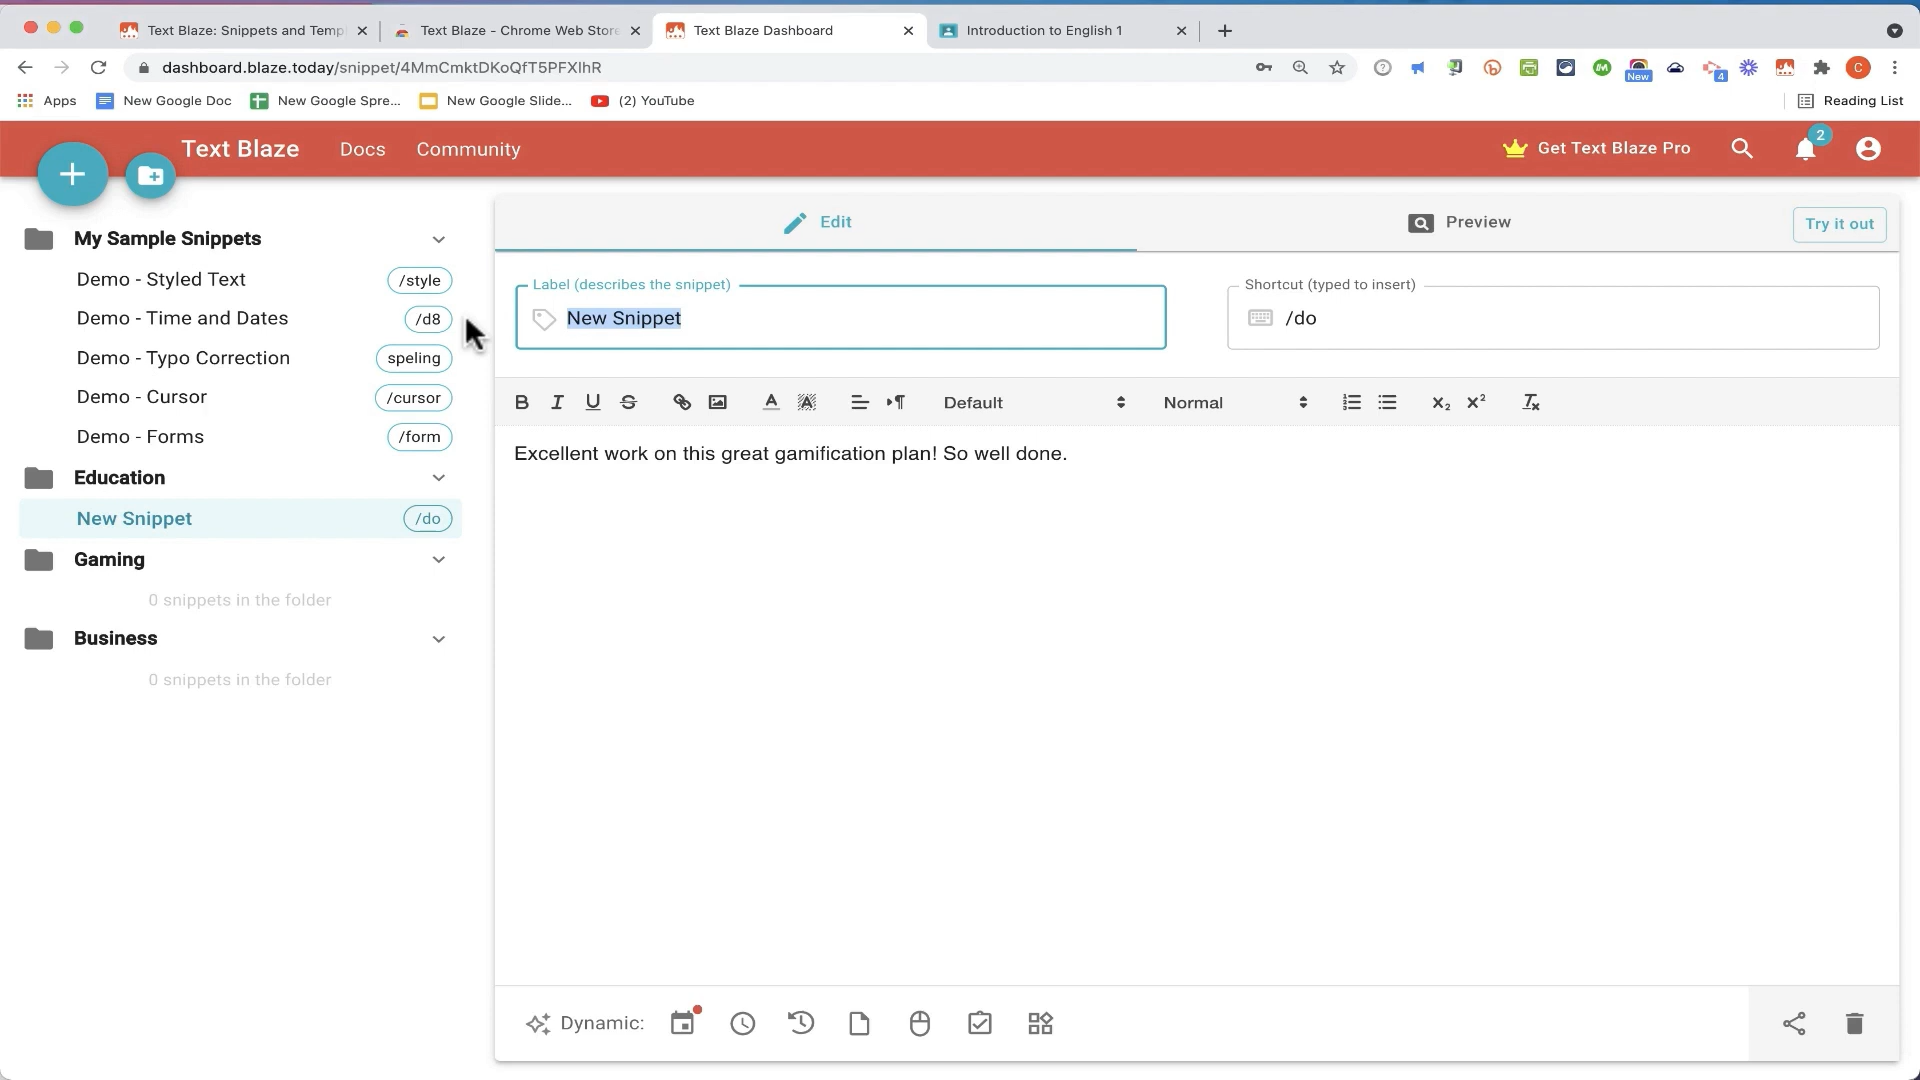 Text Blaze: Snippets and Temp
Text Blaze - Chrome Web Store
Text Blaze Dashboard
Introduction to English 1
dashboard.blaze.today/snippet/4MmCmktDKoQfT5PFXlhR
New
4
C
Apps
New Google Doc
New Google Spre...
New Google Slide...
(2) YouTube
Reading List
Text Blaze
Docs
Community
Get Text Blaze Pro
2
My Sample Snippets
Demo - Styled Text /style
Demo - Time and Dates /d8
Demo - Typo Correction speling
Demo - Cursor /cursor
Demo - Forms /form
Education
New Snippet /do
Gaming
0 snippets in the folder
Business
0 snippets in the folder
Edit
Preview
Try it out
Label (describes the snippet)
New Snippet
Shortcut (typed to insert)
/do
Default
Normal
Excellent work on this great gamification plan! So well done.
Dynamic: